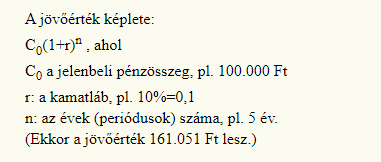 A jövőérték képlete:
C₀(1+r)ⁿ , ahol
C₀ a jelenbeli pénzösszeg, pl. 100.000 Ft
r: a kamatláb, pl. 10%=0,1
n: az évek (periódusok) száma, pl. 5 év.
(Ekkor a jövőérték 161.051 Ft lesz.)